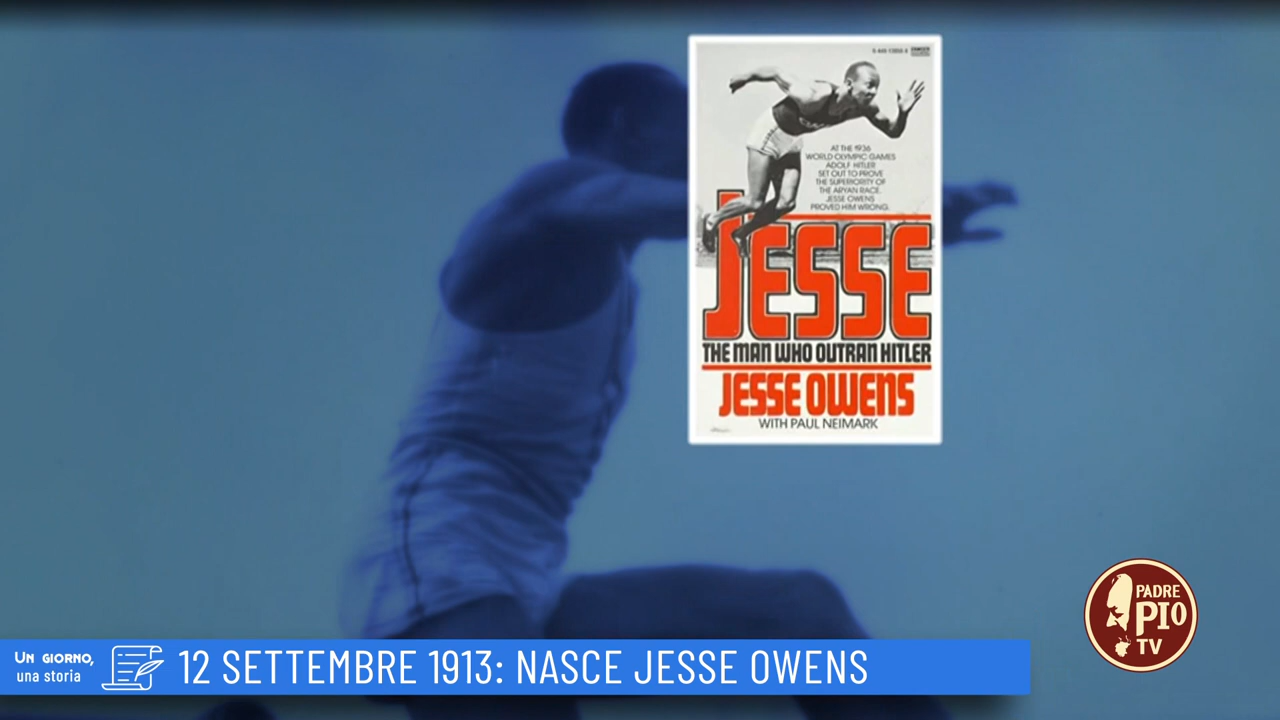 AT THE 1936
WORLD OLYMPIC GAMES
ADOLF HITLER
SET OUT TO PROVE
THE SUPERIORITY OF
THE ARYAN RACE.
JESSE OWENS
PROVED HIM WRONG.
JESSE
THE MAN WHO OUTRAN HITLER
JESSE OWENS
WITH PAUL NEIMARK
PADRE
PIO
TV
UN GIORNO,
una storia
12 SETTEMBRE 1913: NASCE JESSE OWENS